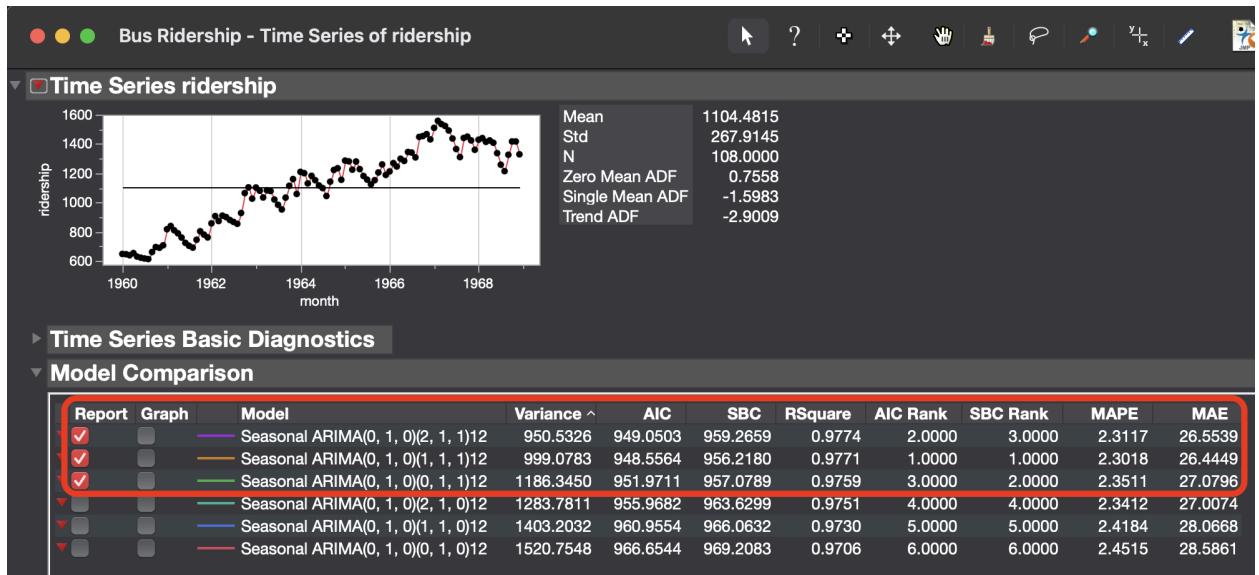 Bus Ridership - Time Series of ridership
?
y
x
JMP
Time Series ridership
1600
1400
1200
1000
800
600
ridership
1960 1962 1964 1966 1968
month
Mean 1104.4815
Std 267.9145
N 108.0000
Zero Mean ADF 0.7558
Single Mean ADF -1.5983
Trend ADF -2.9009
Time Series Basic Diagnostics
Model Comparison
Report Graph Model Variance ^ AIC SBC RSquare AIC Rank SBC Rank MAPE MAE
Seasonal ARIMA(0, 1, 0)(2, 1, 1)12 950.5326 949.0503 959.2659 0.9774 2.0000 3.0000 2.3117 26.5539
Seasonal ARIMA(0, 1, 0)(1, 1, 1)12 999.0783 948.5564 956.2180 0.9771 1.0000 1.0000 2.3018 26.4449
Seasonal ARIMA(0, 1, 0)(0, 1, 1)12 1186.3450 951.9711 957.0789 0.9759 3.0000 2.0000 2.3511 27.0796
Seasonal ARIMA(0, 1, 0)(2, 1, 0)12 1283.7811 955.9682 963.6299 0.9751 4.0000 4.0000 2.3412 27.0074
Seasonal ARIMA(0, 1, 0)(1, 1, 0)12 1403.2032 960.9554 966.0632 0.9730 5.0000 5.0000 2.4184 28.0668
Seasonal ARIMA(0, 1, 0)(0, 1, 0)12 1520.7548 966.6544 969.2083 0.9706 6.0000 6.0000 2.4515 28.5861